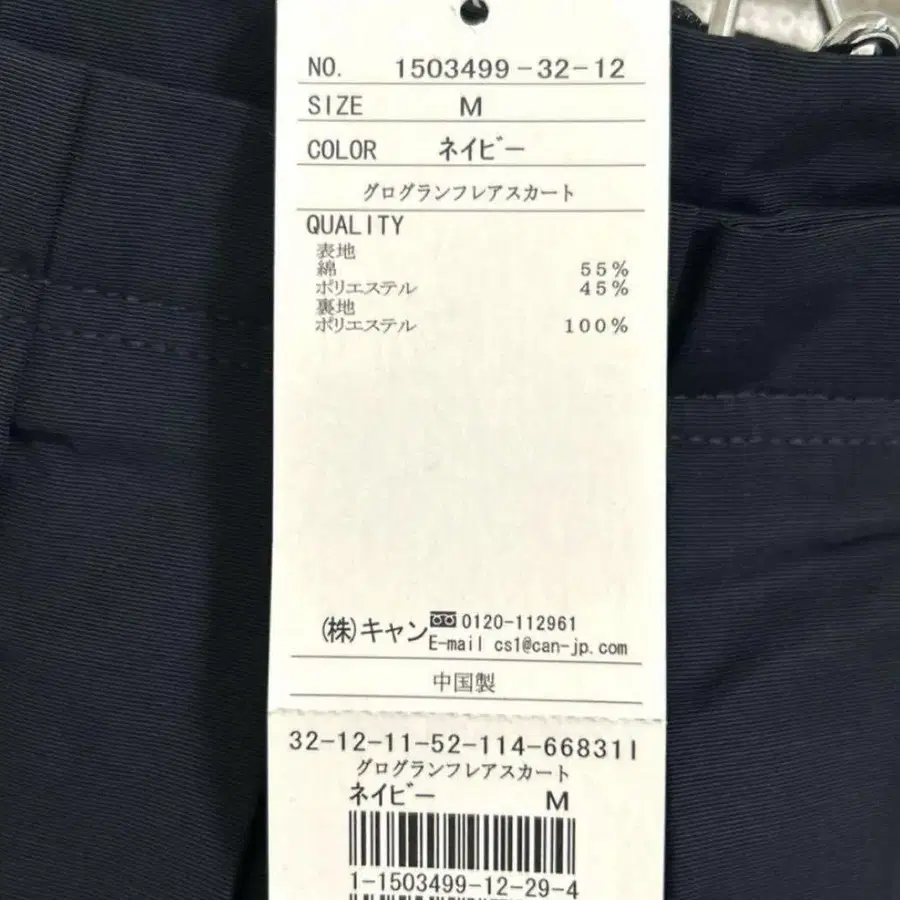 NO. 1503499-32-12
SIZE M
COLOR ネイビー
グログランフレアスカート
QUALITY
表地
綿 55%
ポリエステル 45%
裏地
ポリエステル 100%
(株)キャン 0120-112961
E-mail cs1@can-jp.com
中国製
32-12-11-52-114-66831I
グログランフレアスカート
ネイビー M
1-1503499-12-29-4